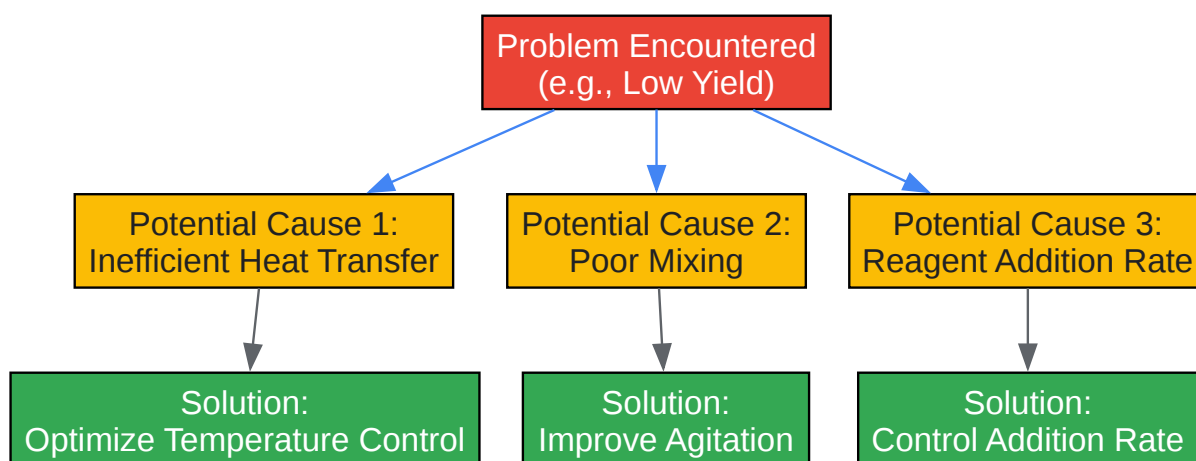 Problem Encountered
(e.g., Low Yield)
Potential Cause 1:
Inefficient Heat Transfer
Potential Cause 2:
Poor Mixing
Potential Cause 3:
Reagent Addition Rate
Solution:
Optimize Temperature Control
Solution:
Improve Agitation
Solution:
Control Addition Rate